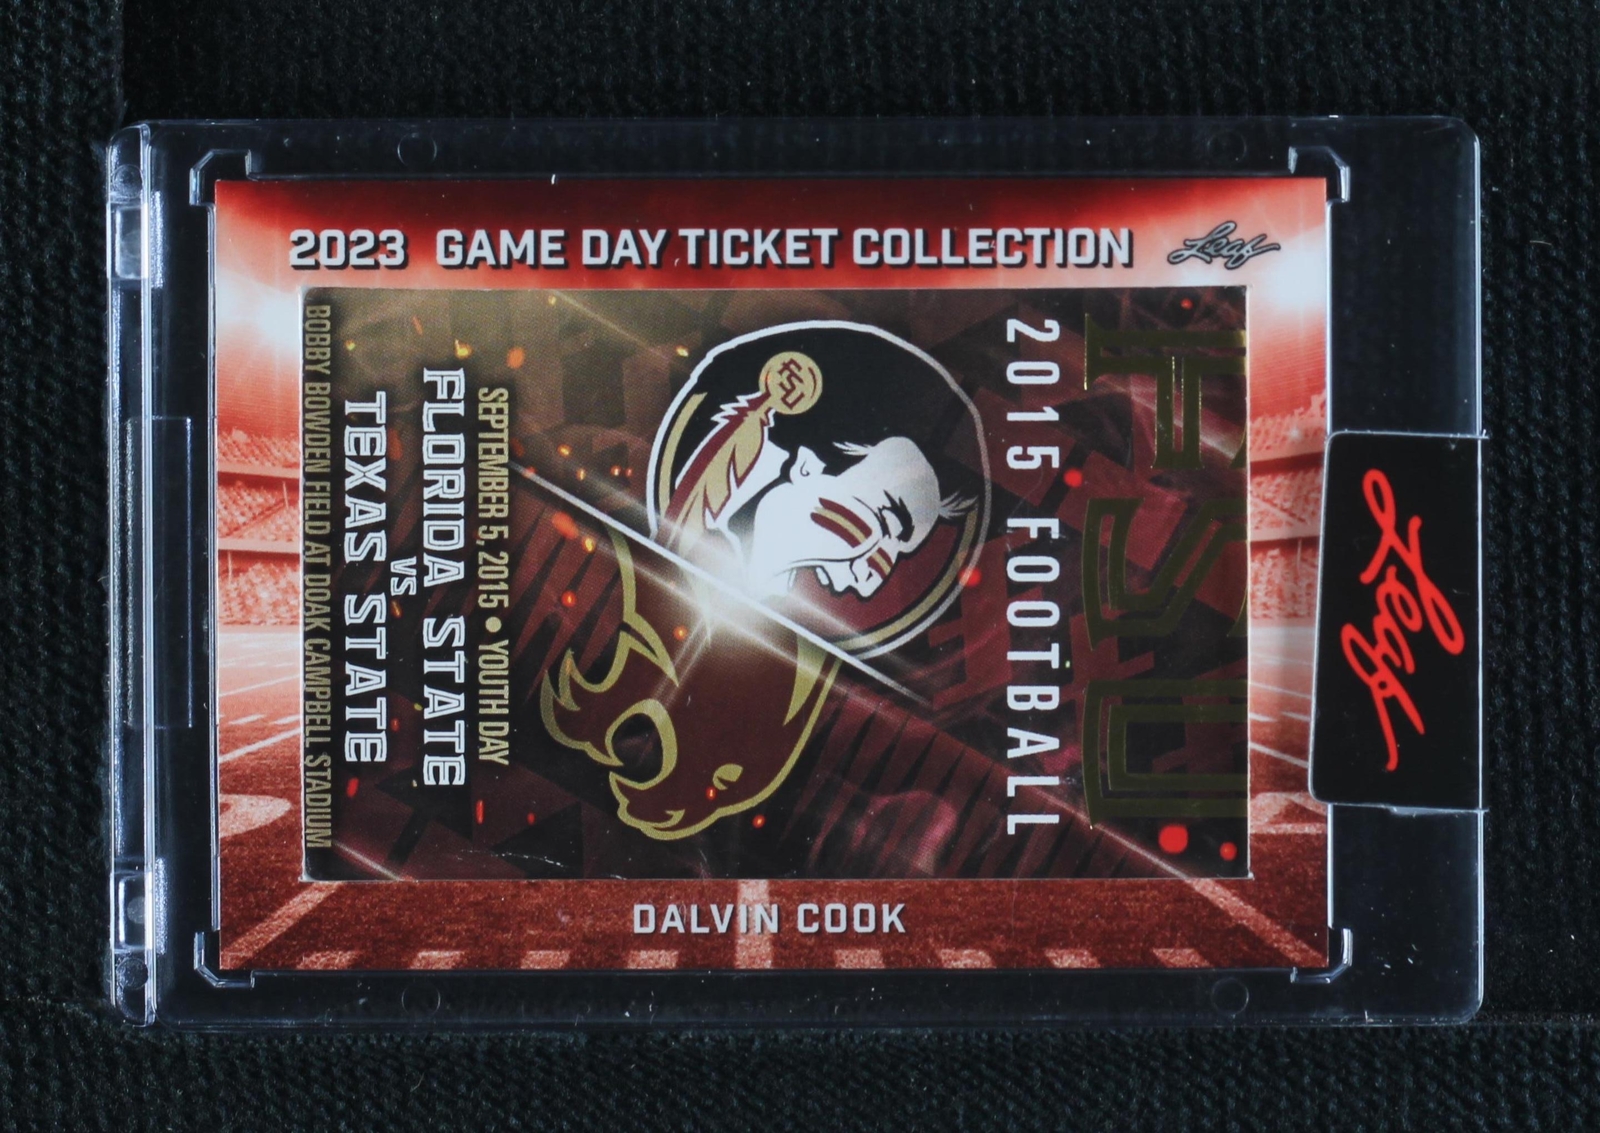 2023 GAME DAY TICKET COLLECTION
Leaf
FSU
2015 FOOTBALL
FSU
SEPTEMBER 5, 2015 • YOUTH DAY
FLORIDA STATE
VS
TEXAS STATE
BOBBY BOWDEN FIELD AT DOAK CAMPBELL STADIUM
DALVIN COOK
Leaf